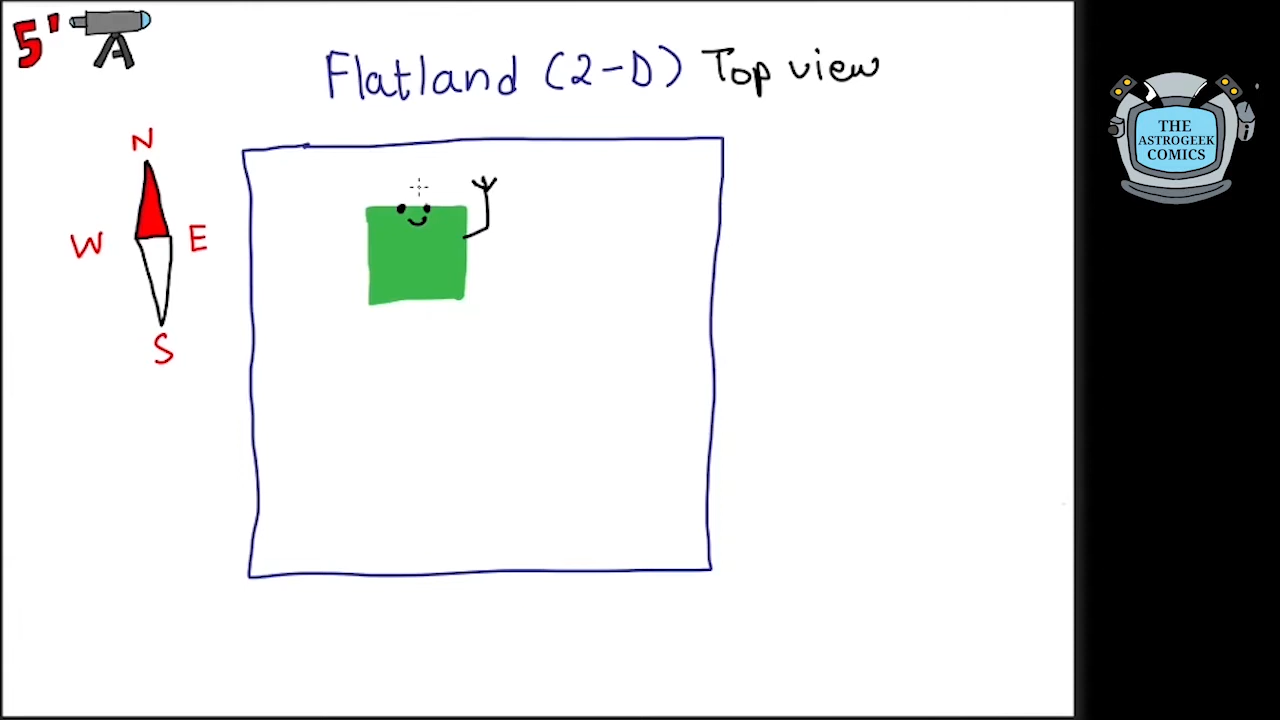 5'
Flatland (2-D) Top view
N
W E
S
THE
ASTROGEEK
COMICS